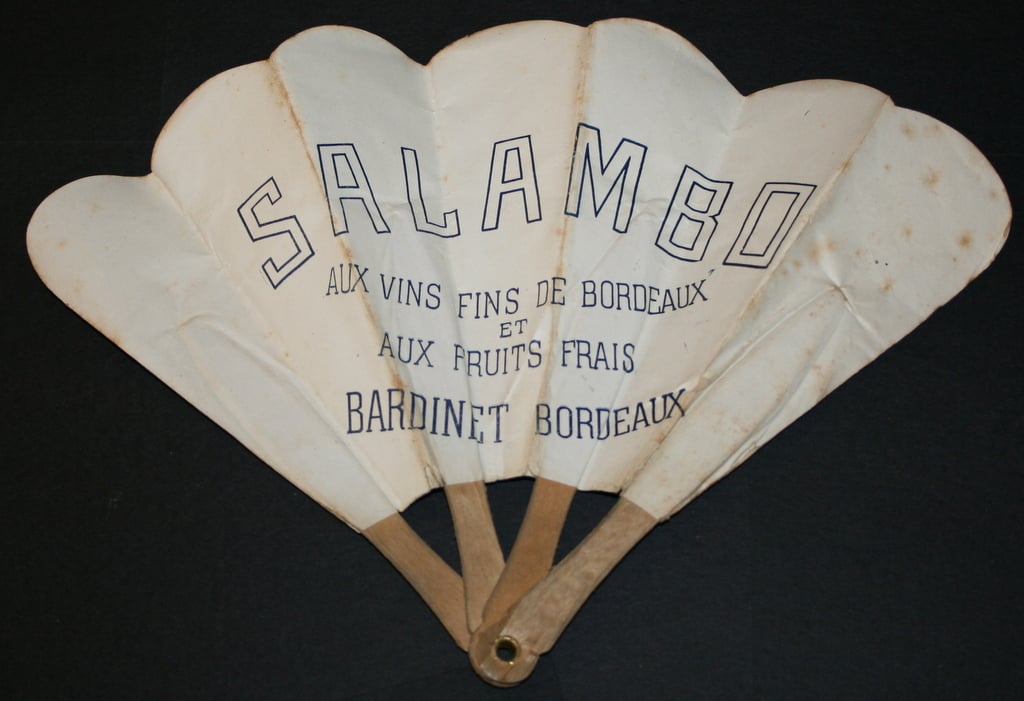 SALAMBO
AUX VINS FINS DE BORDEAUX
ET
AUX FRUITS FRAIS
BARDINET BORDEAUX